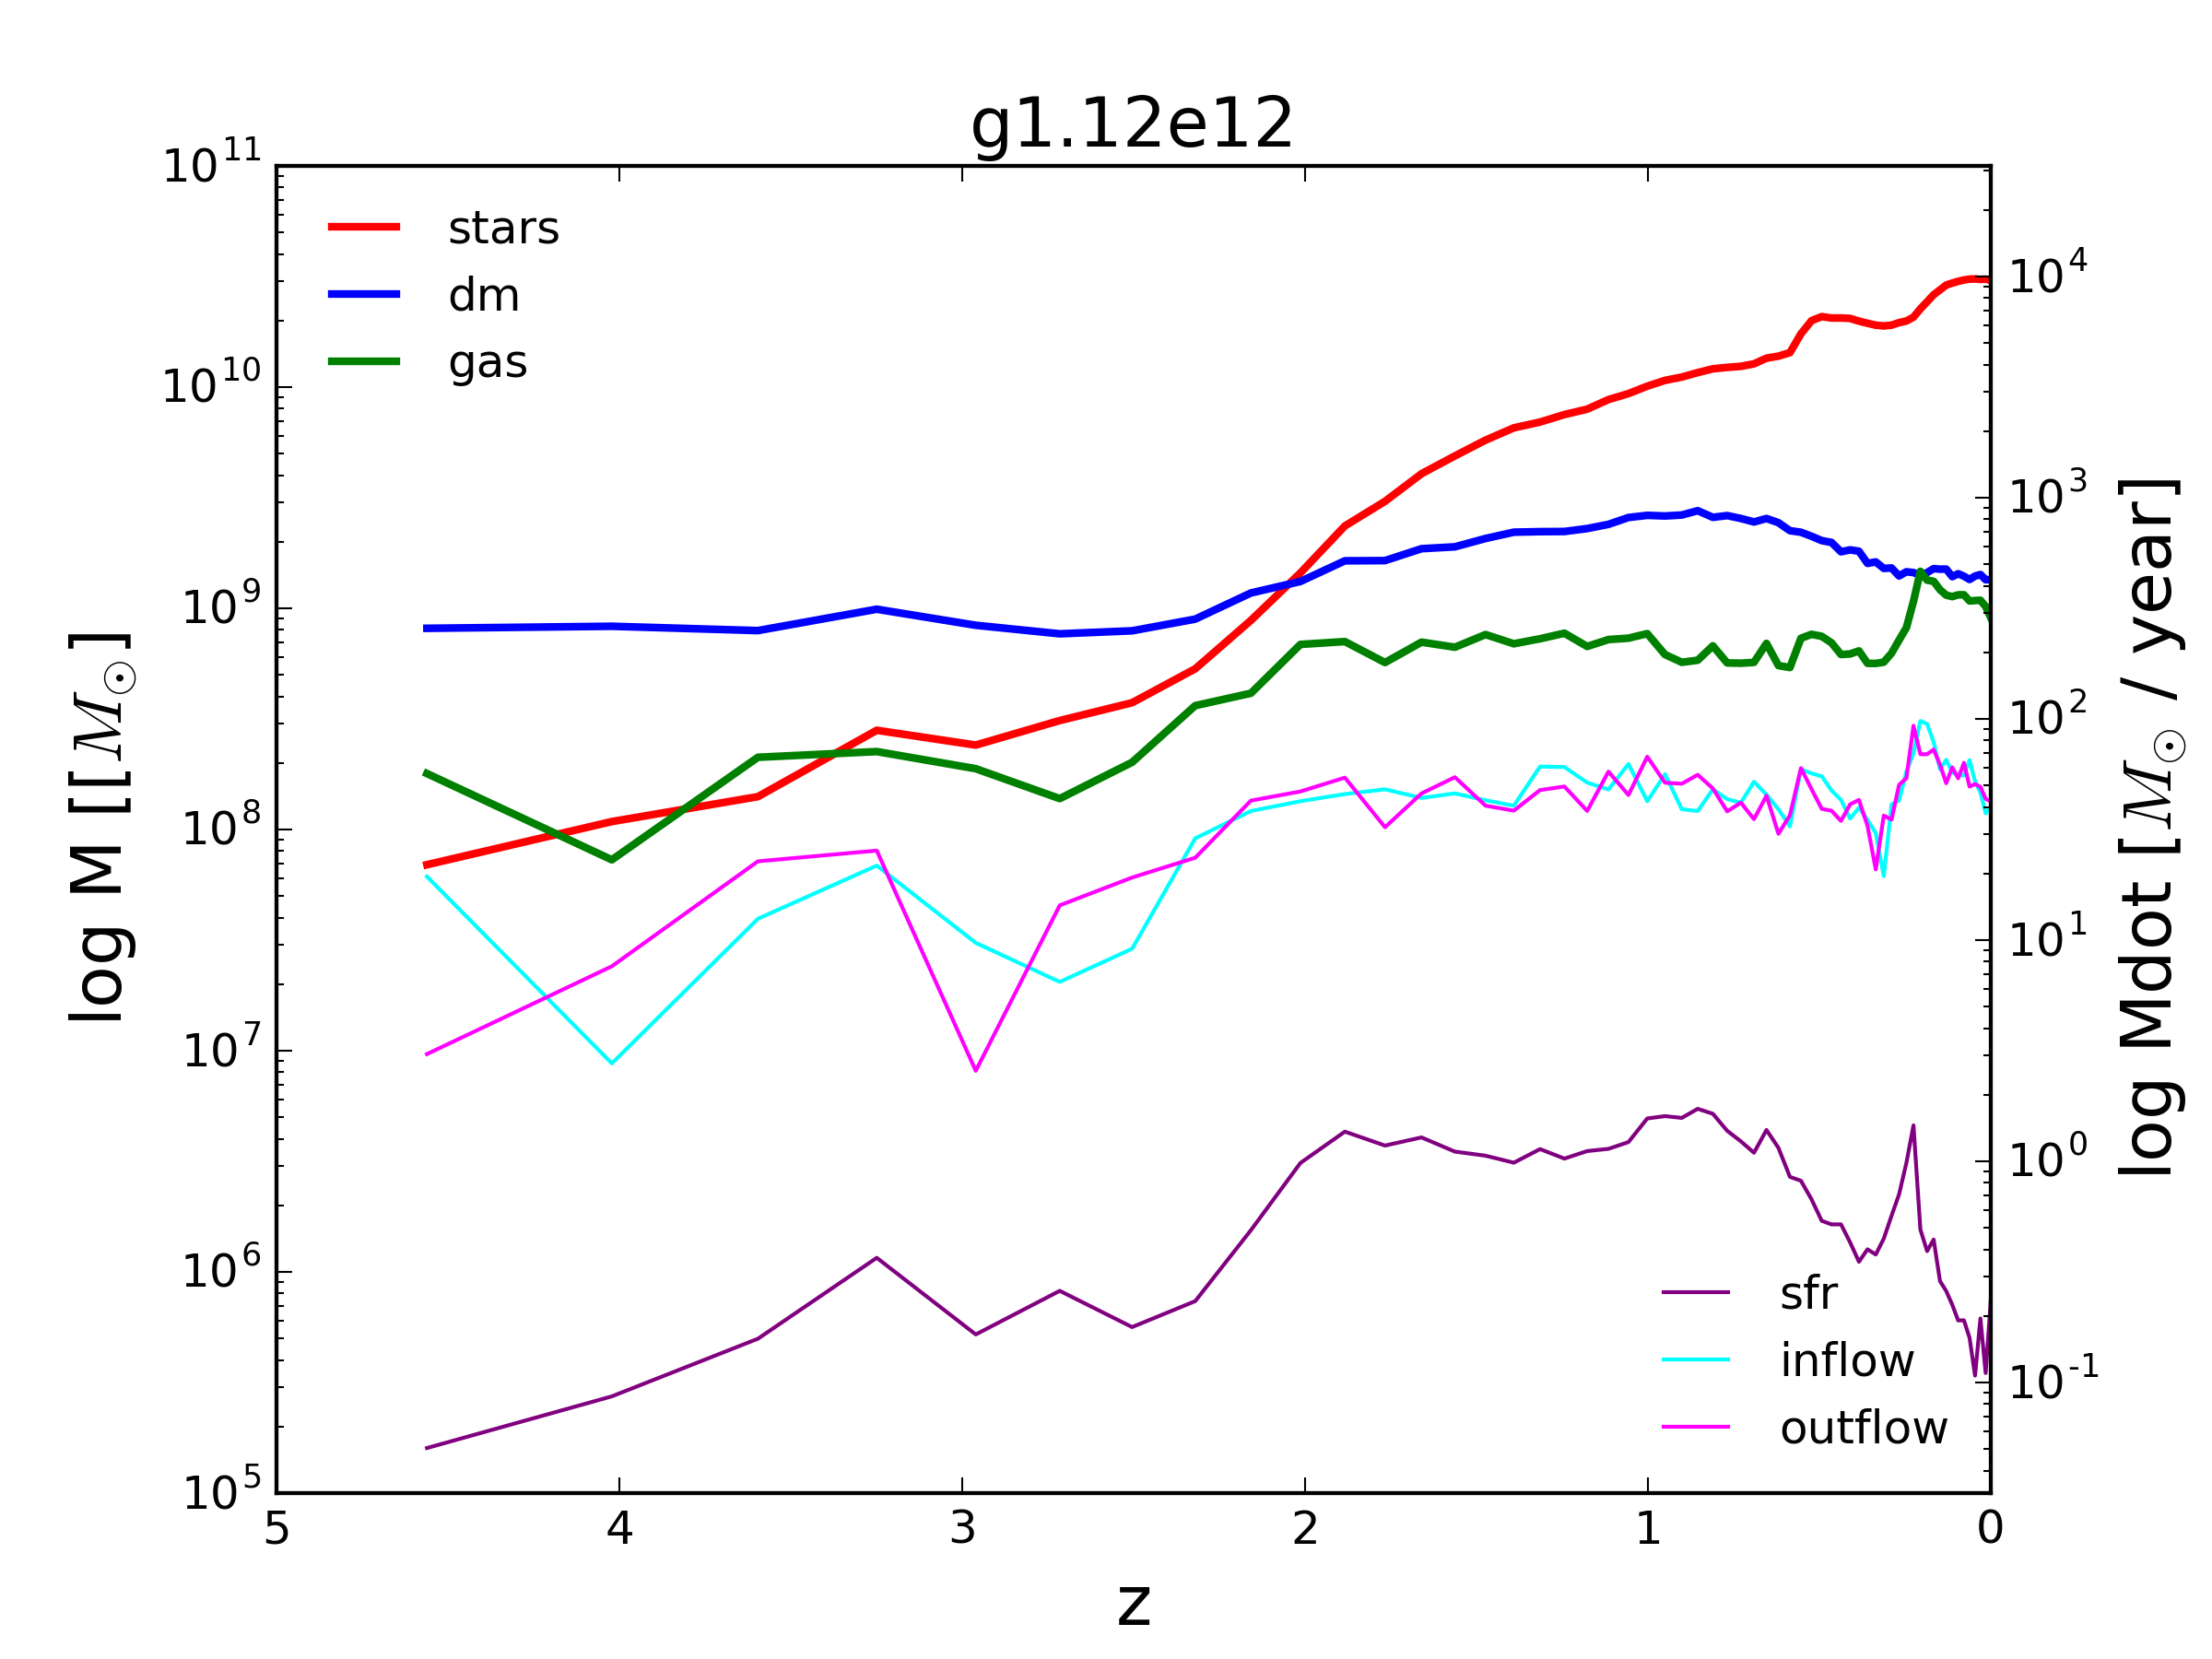 g1.12e12
10^11
10^10
10^9
10^8
10^7
10^6
10^5
log M [[M⊙]
stars
dm
gas
10^4
10^3
10^2
10^1
10^0
10^-1
log Mdot [M⊙ / year]
sfr
inflow
outflow
5 4 3 2 1 0
z